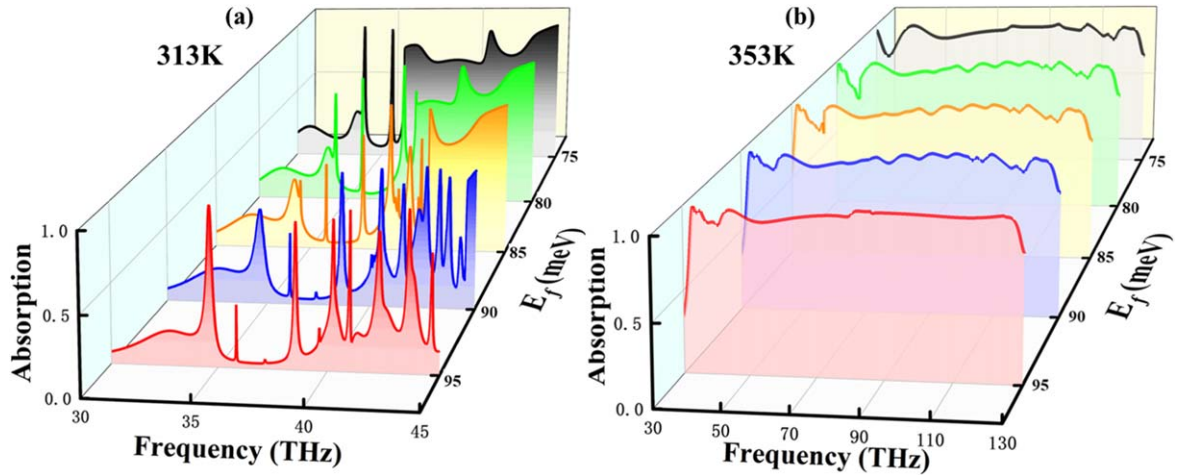 (a)
313K
1.0
0.5
0.0
Absorption
30
35
40
45
Frequency (THz)
75
80
85
90
95
E_f (meV)
(b)
353K
1.0
0.5
0.0
Absorption
30
50
70
90
110
130
Frequency (THz)
75
80
85
90
95
E_f (meV)